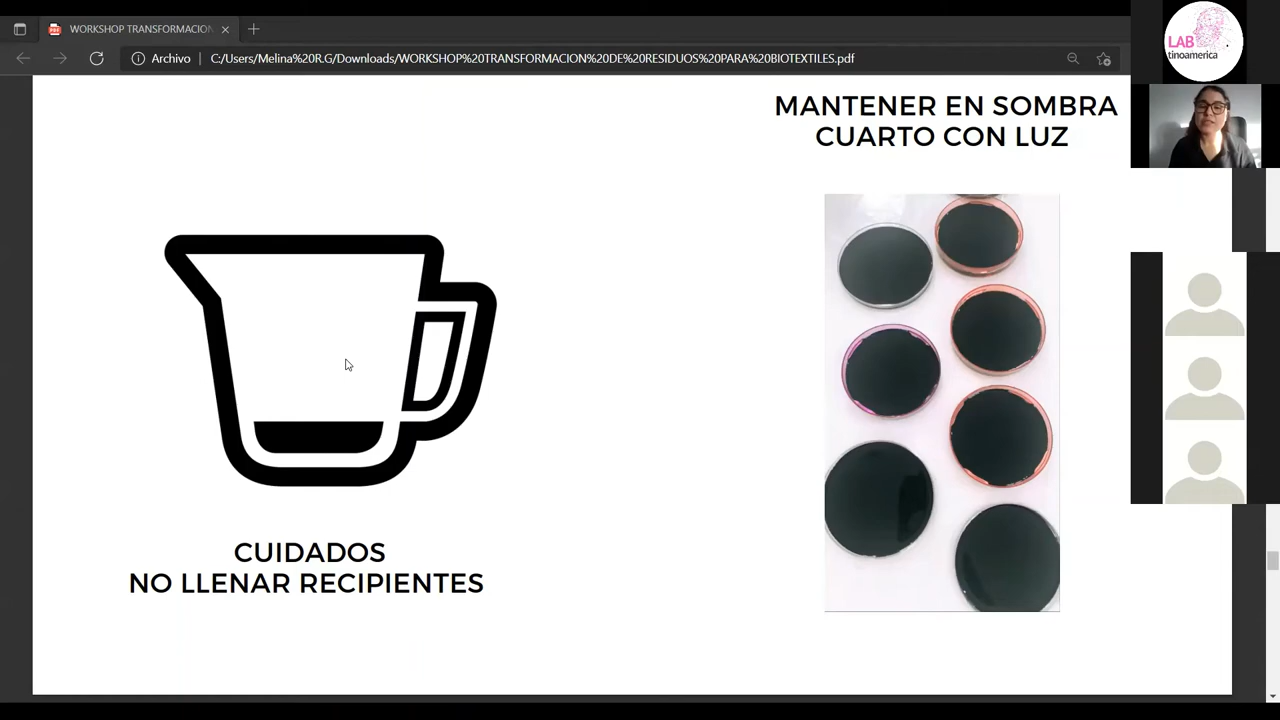 WORKSHOP TRANSFORMACION
Archivo
C:/Users/Melina%20R.G/Downloads/WORKSHOP%20TRANSFORMACION%20DE%20RESIDUOS%20PARA%20BIOTEXTILES.pdf
LAB
tinoamerica
MANTENER EN SOMBRA
CUARTO CON LUZ
CUIDADOS
NO LLENAR RECIPIENTES